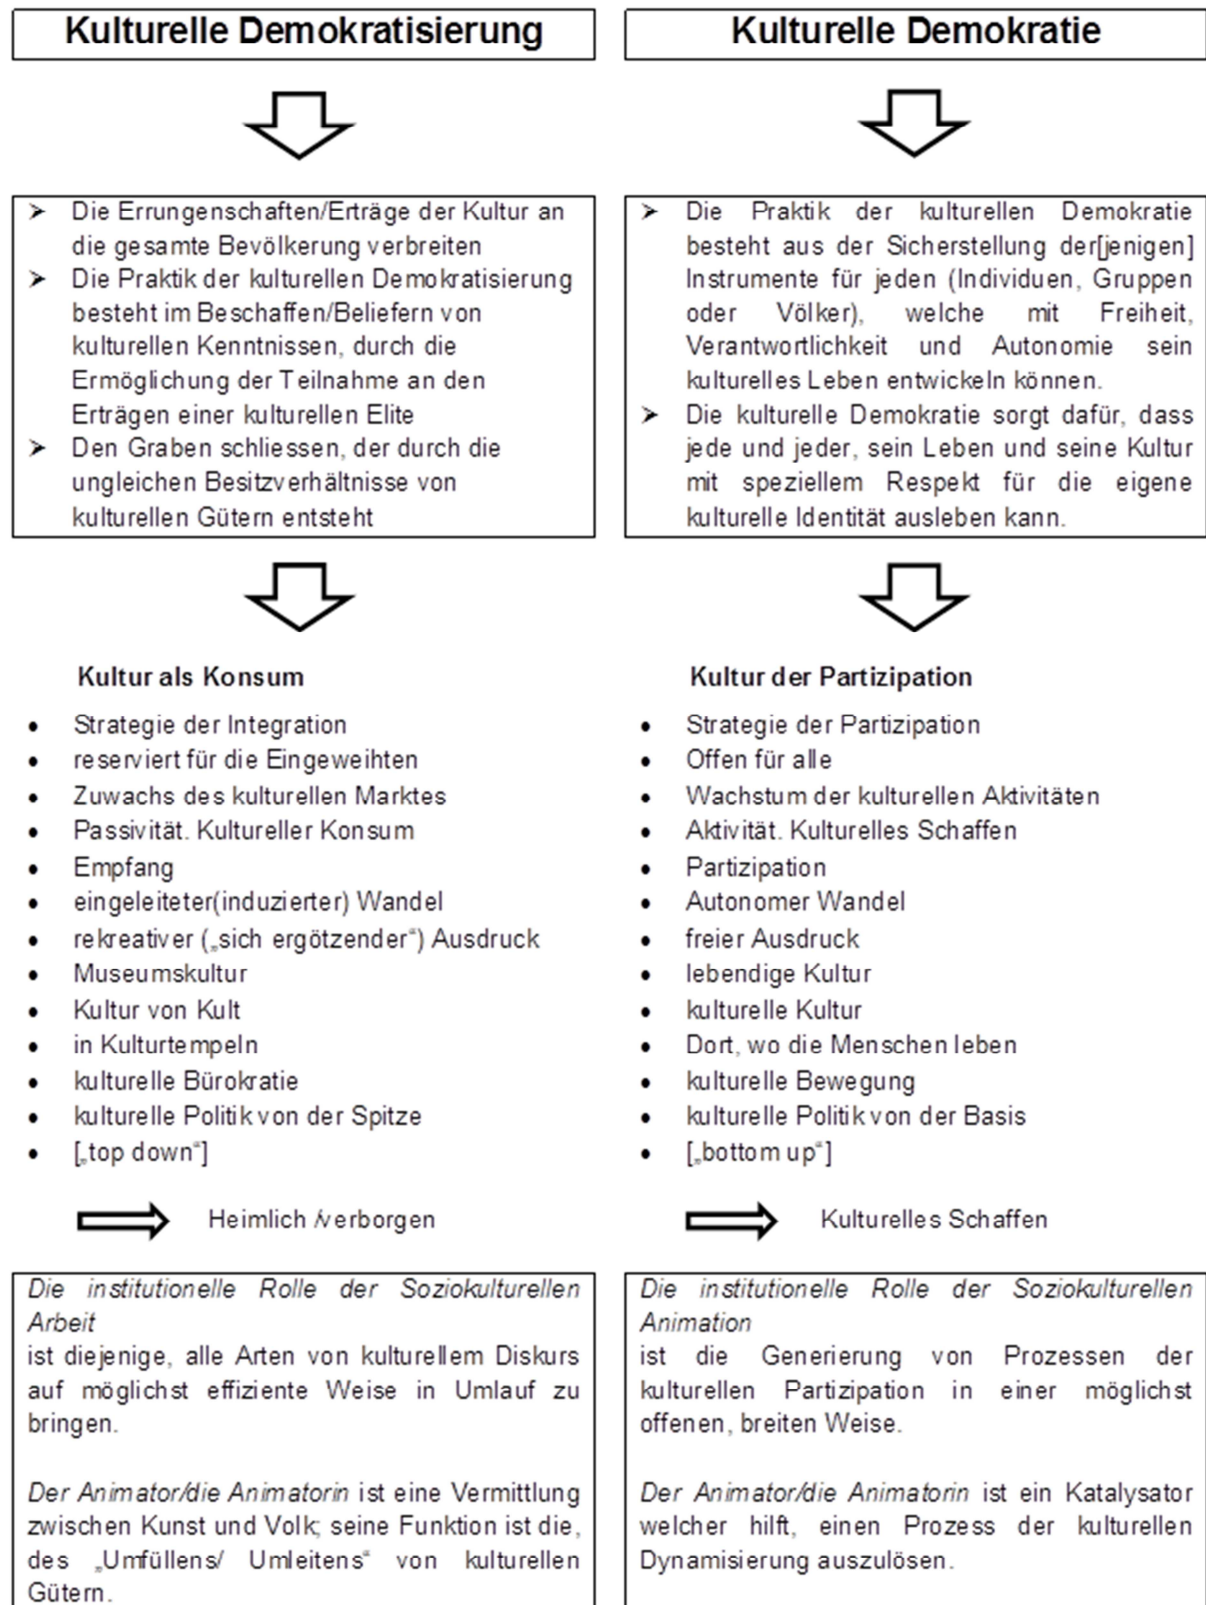 Kulturelle Demokratisierung
➢ Die Errungenschaften/Erträge der Kultur an
die gesamte Bevölkerung verbreiten
➢ Die Praktik der kulturellen Demokratisierung
besteht im Beschaffen/Beliefern von
kulturellen Kenntnissen, durch die
Ermöglichung der Teilnahme an den
Erträgen einer kulturellen Elite
➢ Den Graben schliessen, der durch die
ungleichen Besitzverhältnisse von
kulturellen Gütern entsteht
Kultur als Konsum
• Strategie der Integration
• reserviert für die Eingeweihten
• Zuwachs des kulturellen Marktes
• Passivität. Kultureller Konsum
• Empfang
• eingeleiteter(induzierter) Wandel
• rekreativer („sich ergötzender“) Ausdruck
• Museumskultur
• Kultur von Kult
• in Kulturtempeln
• kulturelle Bürokratie
• kulturelle Politik von der Spitze
• [„top down“]
Heimlich /verborgen
Die institutionelle Rolle der Soziokulturellen
Arbeit
ist diejenige, alle Arten von kulturellem Diskurs
auf möglichst effiziente Weise in Umlauf zu
bringen.
Der Animator/die Animatorin ist eine Vermittlung
zwischen Kunst und Volk; seine Funktion ist die,
des „Umfüllens/ Umleitens“ von kulturellen
Gütern.
Kulturelle Demokratie
➢ Die Praktik der kulturellen Demokratie
besteht aus der Sicherstellung der[jenigen]
Instrumente für jeden (Individuen, Gruppen
oder Völker), welche mit Freiheit,
Verantwortlichkeit und Autonomie sein
kulturelles Leben entwickeln können.
➢ Die kulturelle Demokratie sorgt dafür, dass
jede und jeder, sein Leben und seine Kultur
mit speziellem Respekt für die eigene
kulturelle Identität ausleben kann.
Kultur der Partizipation
• Strategie der Partizipation
• Offen für alle
• Wachstum der kulturellen Aktivitäten
• Aktivität. Kulturelles Schaffen
• Partizipation
• Autonomer Wandel
• freier Ausdruck
• lebendige Kultur
• kulturelle Kultur
• Dort, wo die Menschen leben
• kulturelle Bewegung
• kulturelle Politik von der Basis
• [„bottom up“]
Kulturelles Schaffen
Die institutionelle Rolle der Soziokulturellen
Animation
ist die Generierung von Prozessen der
kulturellen Partizipation in einer möglichst
offenen, breiten Weise.
Der Animator/die Animatorin ist ein Katalysator
welcher hilft, einen Prozess der kulturellen
Dynamisierung auszulösen.